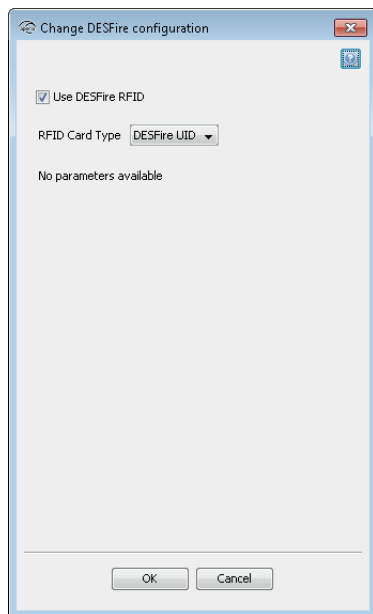 Change DESFire configuration
Use DESFire RFID
RFID Card Type DESFire UID
No parameters available
OK Cancel